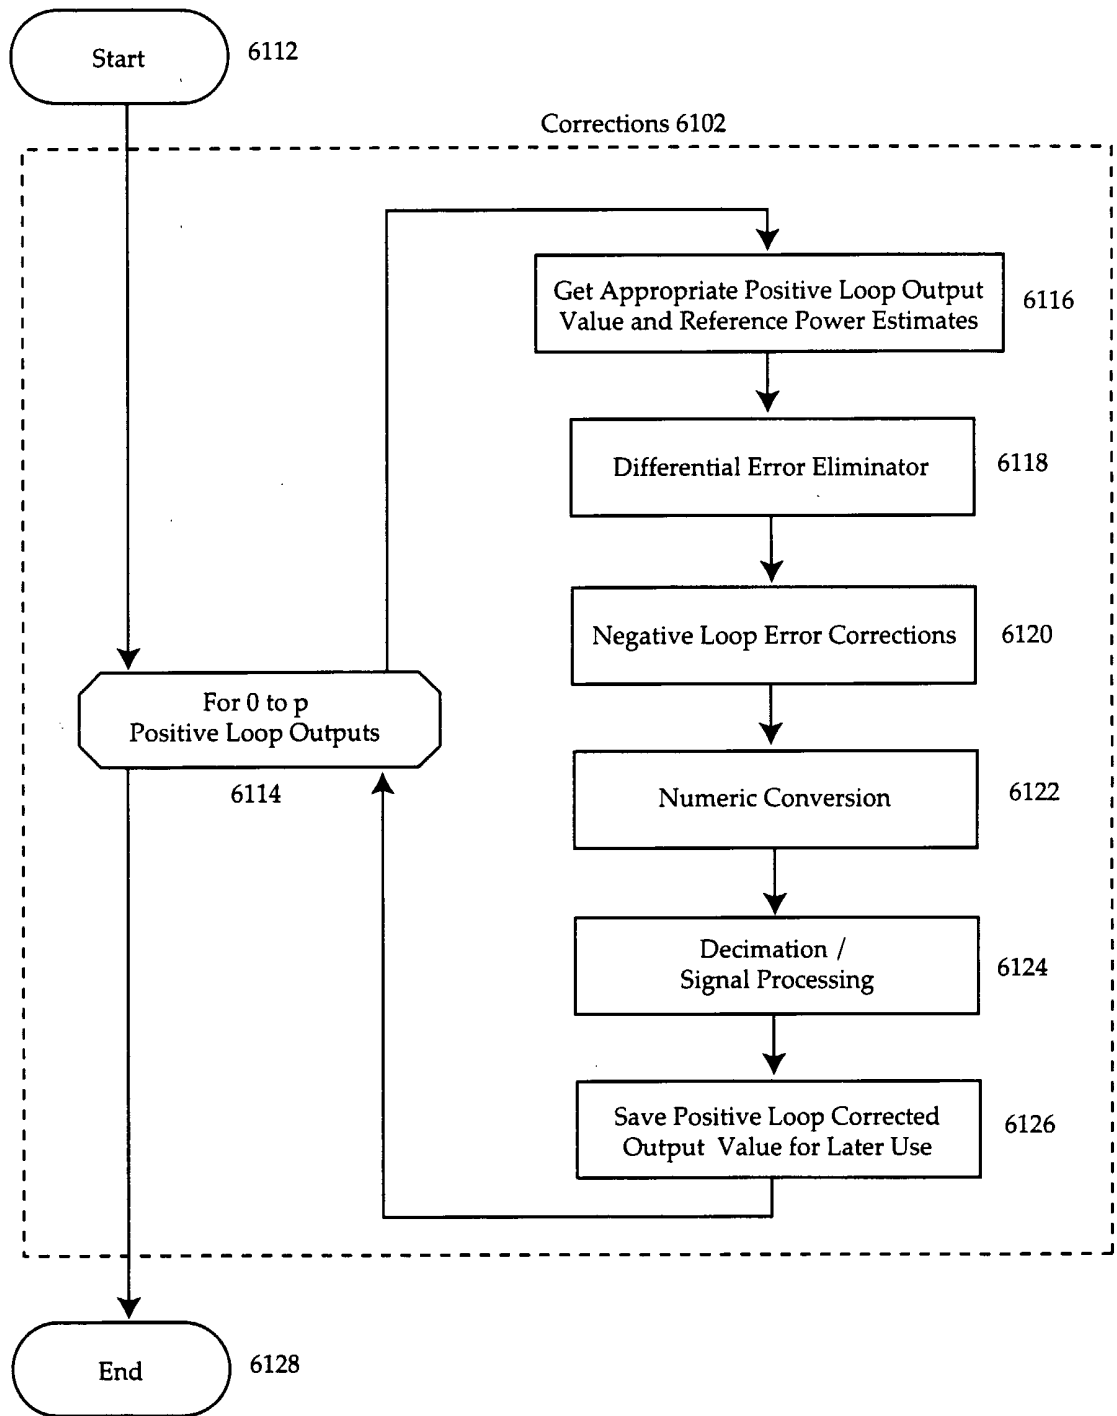 Start
6112
Corrections 6102
Get Appropriate Positive Loop Output
Value and Reference Power Estimates
6116
Differential Error Eliminator
6118
Negative Loop Error Corrections
6120
For 0 to p
Positive Loop Outputs
6114
Numeric Conversion
6122
Decimation /
Signal Processing
6124
Save Positive Loop Corrected
Output Value for Later Use
6126
End
6128